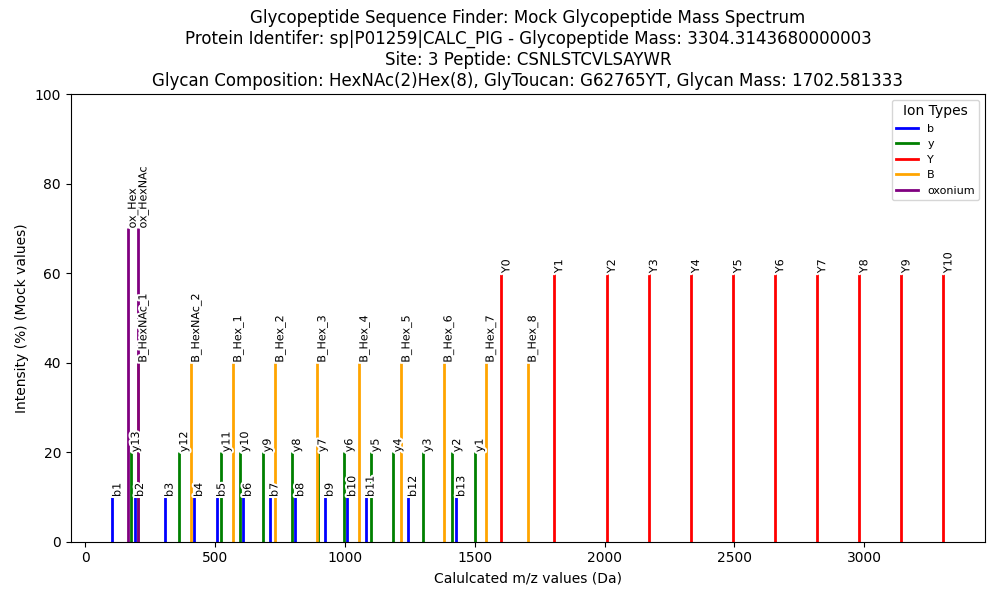 Glycopeptide Sequence Finder: Mock Glycopeptide Mass Spectrum
Protein Identifer: sp|P01259|CALC_PIG - Glycopeptide Mass: 3304.3143680000003
Site: 3 Peptide: CSNLSTCVLSAYWR
Glycan Composition: HexNAc(2)Hex(8), GlyToucan: G62765YT, Glycan Mass: 1702.581333
Intensity (%) (Mock values)
100
80
60
40
20
0
Ion Types
b
y
Y
B
oxonium
ox_Hex
ox_HexNAc
B_HexNAc_1
B_HexNAc_2
B_Hex_1
B_Hex_2
B_Hex_3
B_Hex_4
B_Hex_5
B_Hex_6
B_Hex_7
B_Hex_8
Y0
Y1
Y2
Y3
Y4
Y5
Y6
Y7
Y8
Y9
Y10
y13
y12
y11
y10
y9
y8
y7
y6
y5
y4
y3
y2
y1
b1
b2
b3
b4
b5
b6
b7
b8
b9
b10
b11
b12
b13
0
500
1000
1500
2000
2500
3000
Calulcated m/z values (Da)